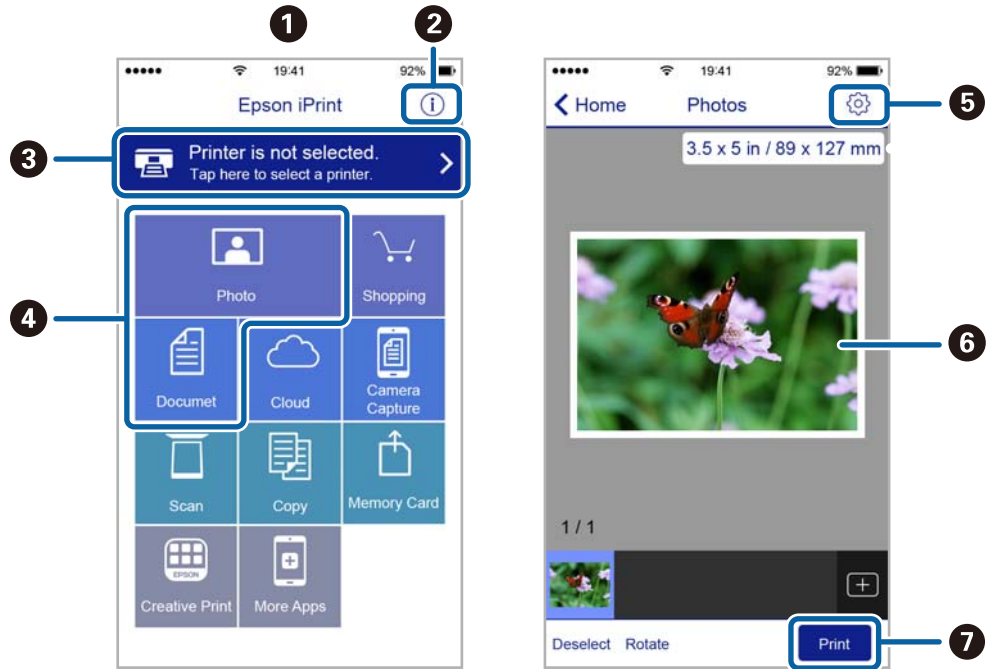 1
2
19:41
92%
Epson iPrint
i
3
Printer is not selected.
Tap here to select a printer.
4
Photo
Shopping
Documet
Cloud
Camera
Capture
Scan
Copy
Memory Card
EPSON
Creative Print
More Apps
19:41
92%
Home
Photos
5
3.5 x 5 in / 89 x 127 mm
6
1 / 1
Deselect
Rotate
Print
7